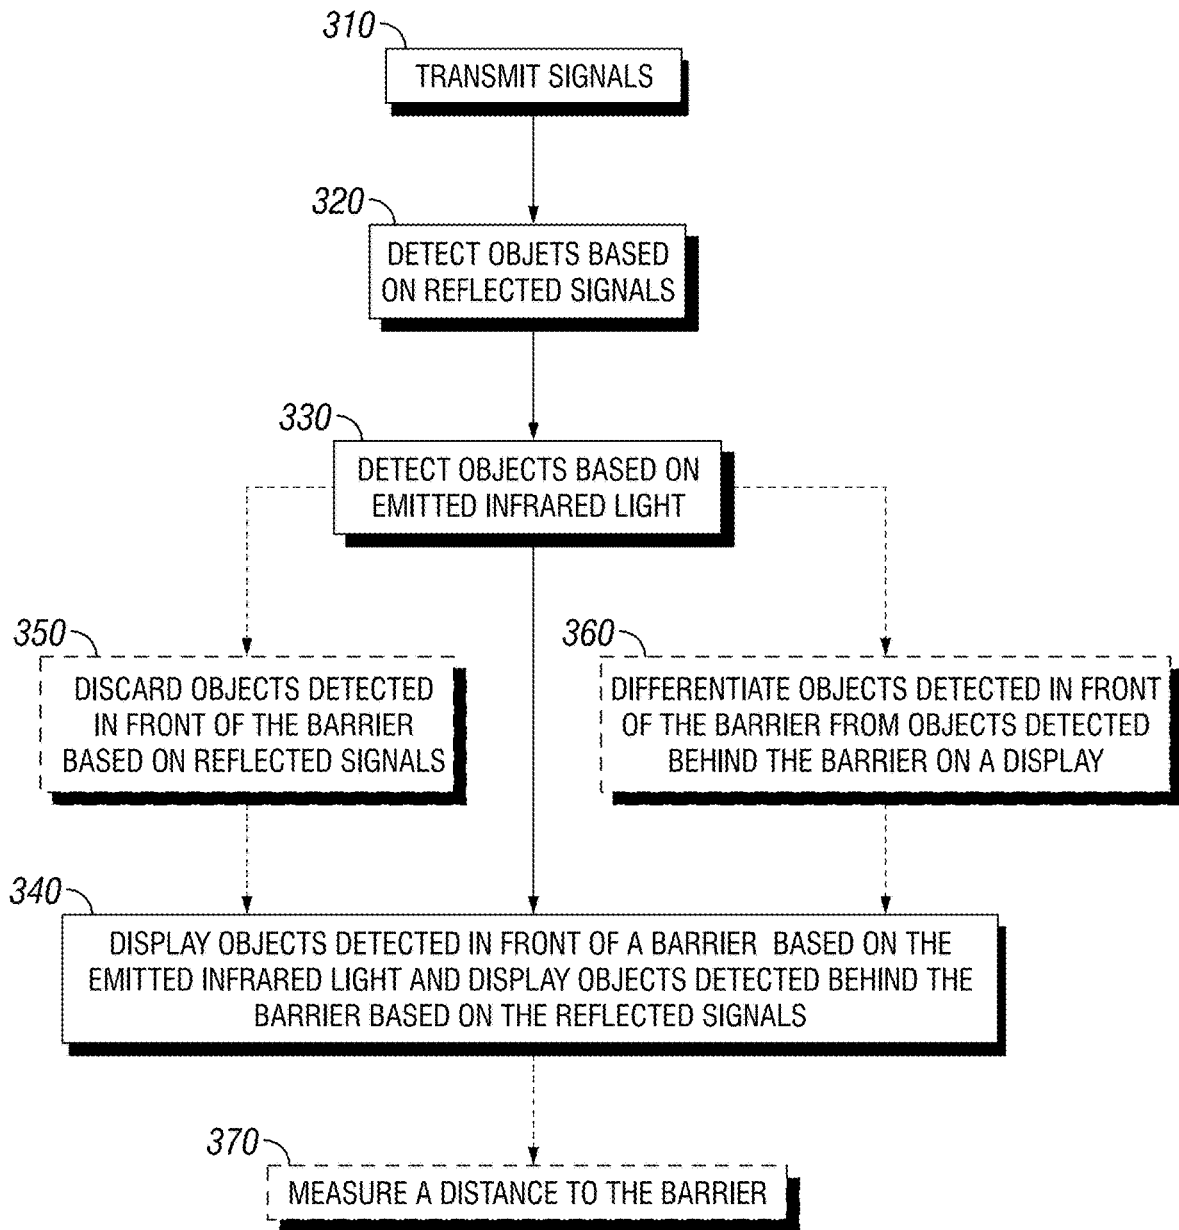 310
TRANSMIT SIGNALS
320
DETECT OBJETS BASED
ON REFLECTED SIGNALS
330
DETECT OBJECTS BASED ON
EMITTED INFRARED LIGHT
350
DISCARD OBJECTS DETECTED
IN FRONT OF THE BARRIER
BASED ON REFLECTED SIGNALS
360
DIFFERENTIATE OBJECTS DETECTED IN FRONT
OF THE BARRIER FROM OBJECTS DETECTED
BEHIND THE BARRIER ON A DISPLAY
340
DISPLAY OBJECTS DETECTED IN FRONT OF A BARRIER BASED ON THE
EMITTED INFRARED LIGHT AND DISPLAY OBJECTS DETECTED BEHIND THE
BARRIER BASED ON THE REFLECTED SIGNALS
370
MEASURE A DISTANCE TO THE BARRIER